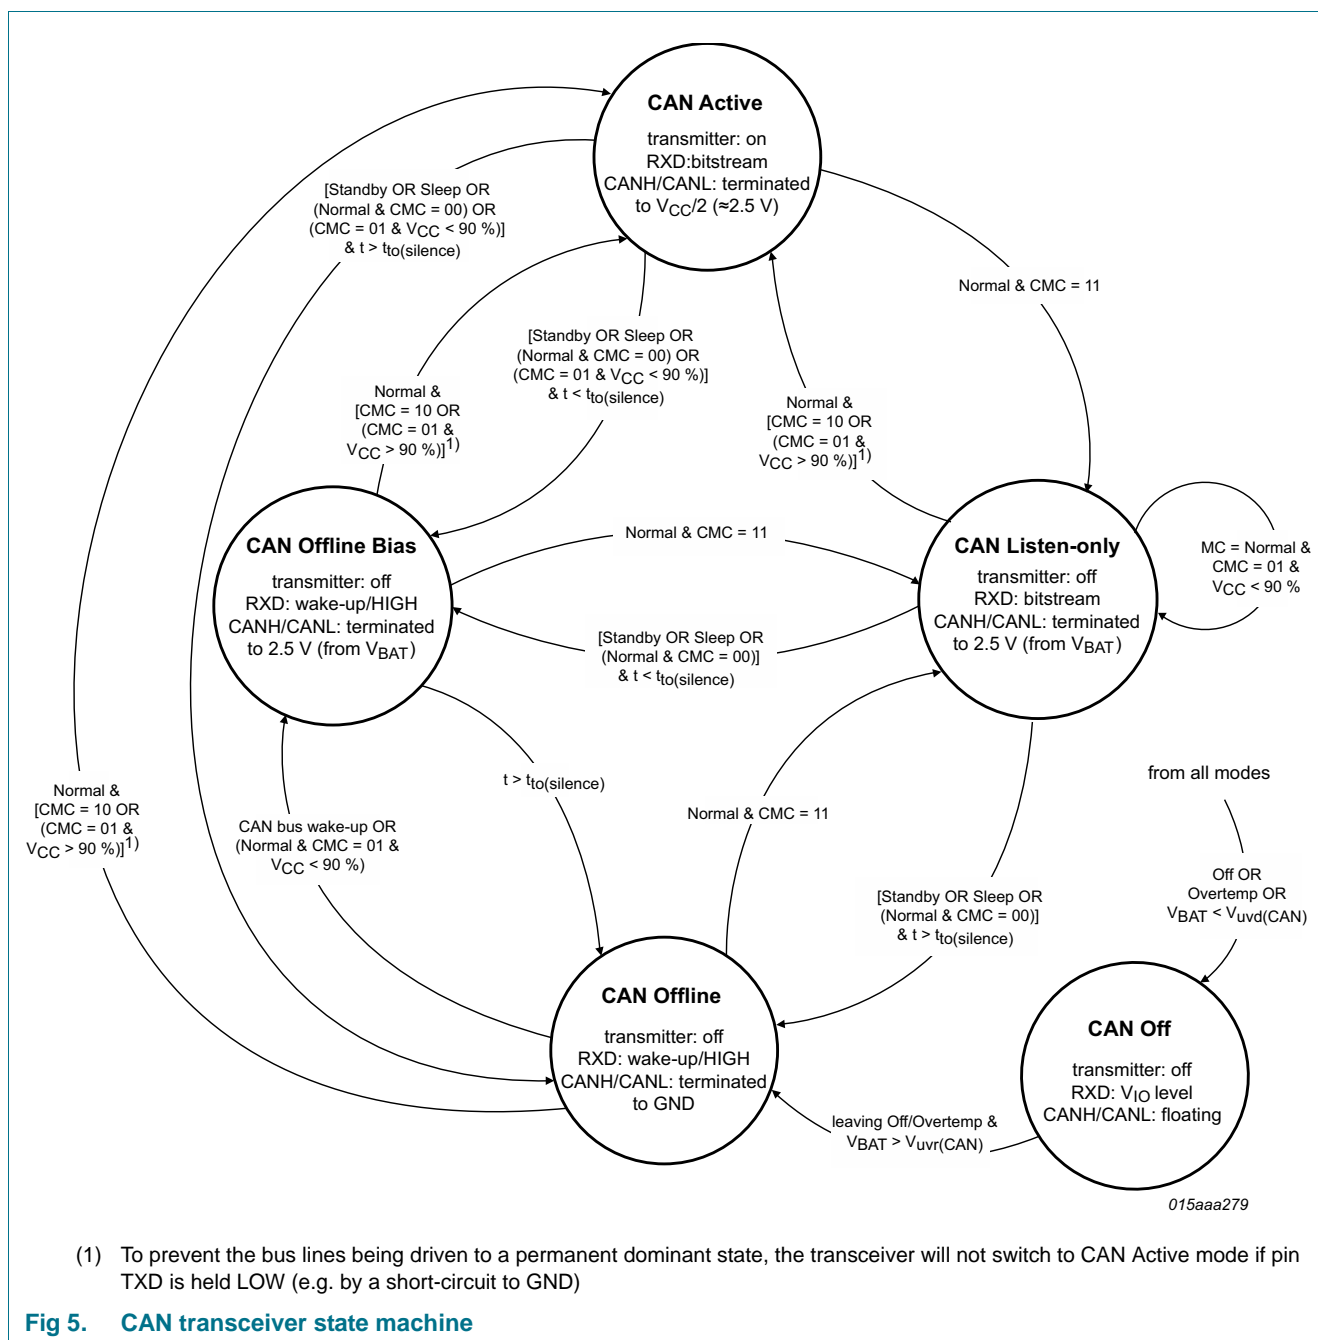 CAN Active
transmitter: on
RXD:bitstream
CANH/CANL: terminated
to VCC/2 (≈2.5 V)
[Standby OR Sleep OR
(Normal & CMC = 00) OR
(CMC = 01 & VCC < 90 %)]
& t > tto(silence)
Normal & CMC = 11
[Standby OR Sleep OR
(Normal & CMC = 00) OR
(CMC = 01 & VCC < 90 %)]
& t < tto(silence)
Normal &
[CMC = 10 OR
(CMC = 01 &
VCC > 90 %)]1)
Normal &
[CMC = 10 OR
(CMC = 01 &
VCC > 90 %)]1)
CAN Offline Bias
transmitter: off
RXD: wake-up/HIGH
CANH/CANL: terminated
to 2.5 V (from VBAT)
Normal & CMC = 11
CAN Listen-only
transmitter: off
RXD: bitstream
CANH/CANL: terminated
to 2.5 V (from VBAT)
MC = Normal &
CMC = 01 &
VCC < 90 %
[Standby OR Sleep OR
(Normal & CMC = 00)]
& t < tto(silence)
t > tto(silence)
from all modes
Normal &
[CMC = 10 OR
(CMC = 01 &
VCC > 90 %)]1)
CAN bus wake-up OR
(Normal & CMC = 01 &
VCC < 90 %)
Normal & CMC = 11
Off OR
Overtemp OR
VBAT < Vuvd(CAN)
[Standby OR Sleep OR
(Normal & CMC = 00)]
& t > tto(silence)
CAN Offline
transmitter: off
RXD: wake-up/HIGH
CANH/CANL: terminated
to GND
CAN Off
transmitter: off
RXD: VIO level
CANH/CANL: floating
leaving Off/Overtemp &
VBAT > Vuvr(CAN)
015aaa279
(1) To prevent the bus lines being driven to a permanent dominant state, the transceiver will not switch to CAN Active mode if pin
TXD is held LOW (e.g. by a short-circuit to GND)
Fig 5. CAN transceiver state machine